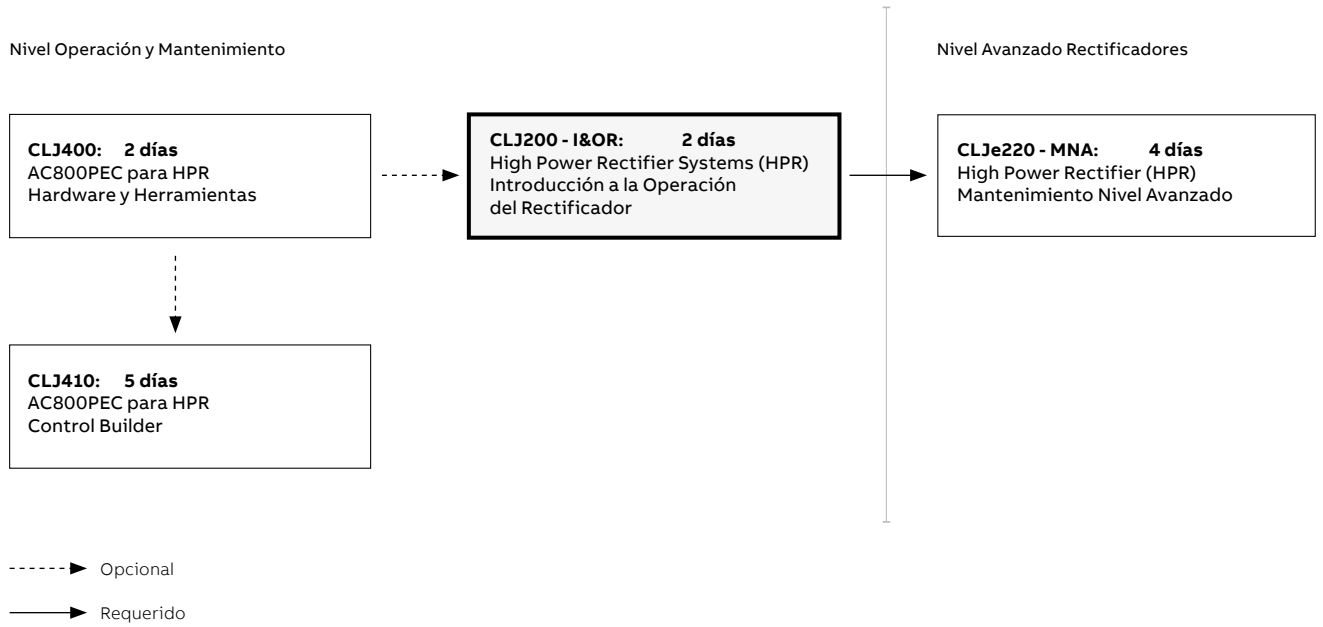 Nivel Operación y Mantenimiento
Nivel Avanzado Rectificadores
CLJ400: 2 días
AC800PEC para HPR
Hardware y Herramientas
CLJ200 - I&OR: 2 días
High Power Rectifier Systems (HPR)
Introducción a la Operación
del Rectificador
CLJe220 - MNA: 4 días
High Power Rectifier (HPR)
Mantenimiento Nivel Avanzado
CLJ410: 5 días
AC800PEC para HPR
Control Builder
Opcional
Requerido